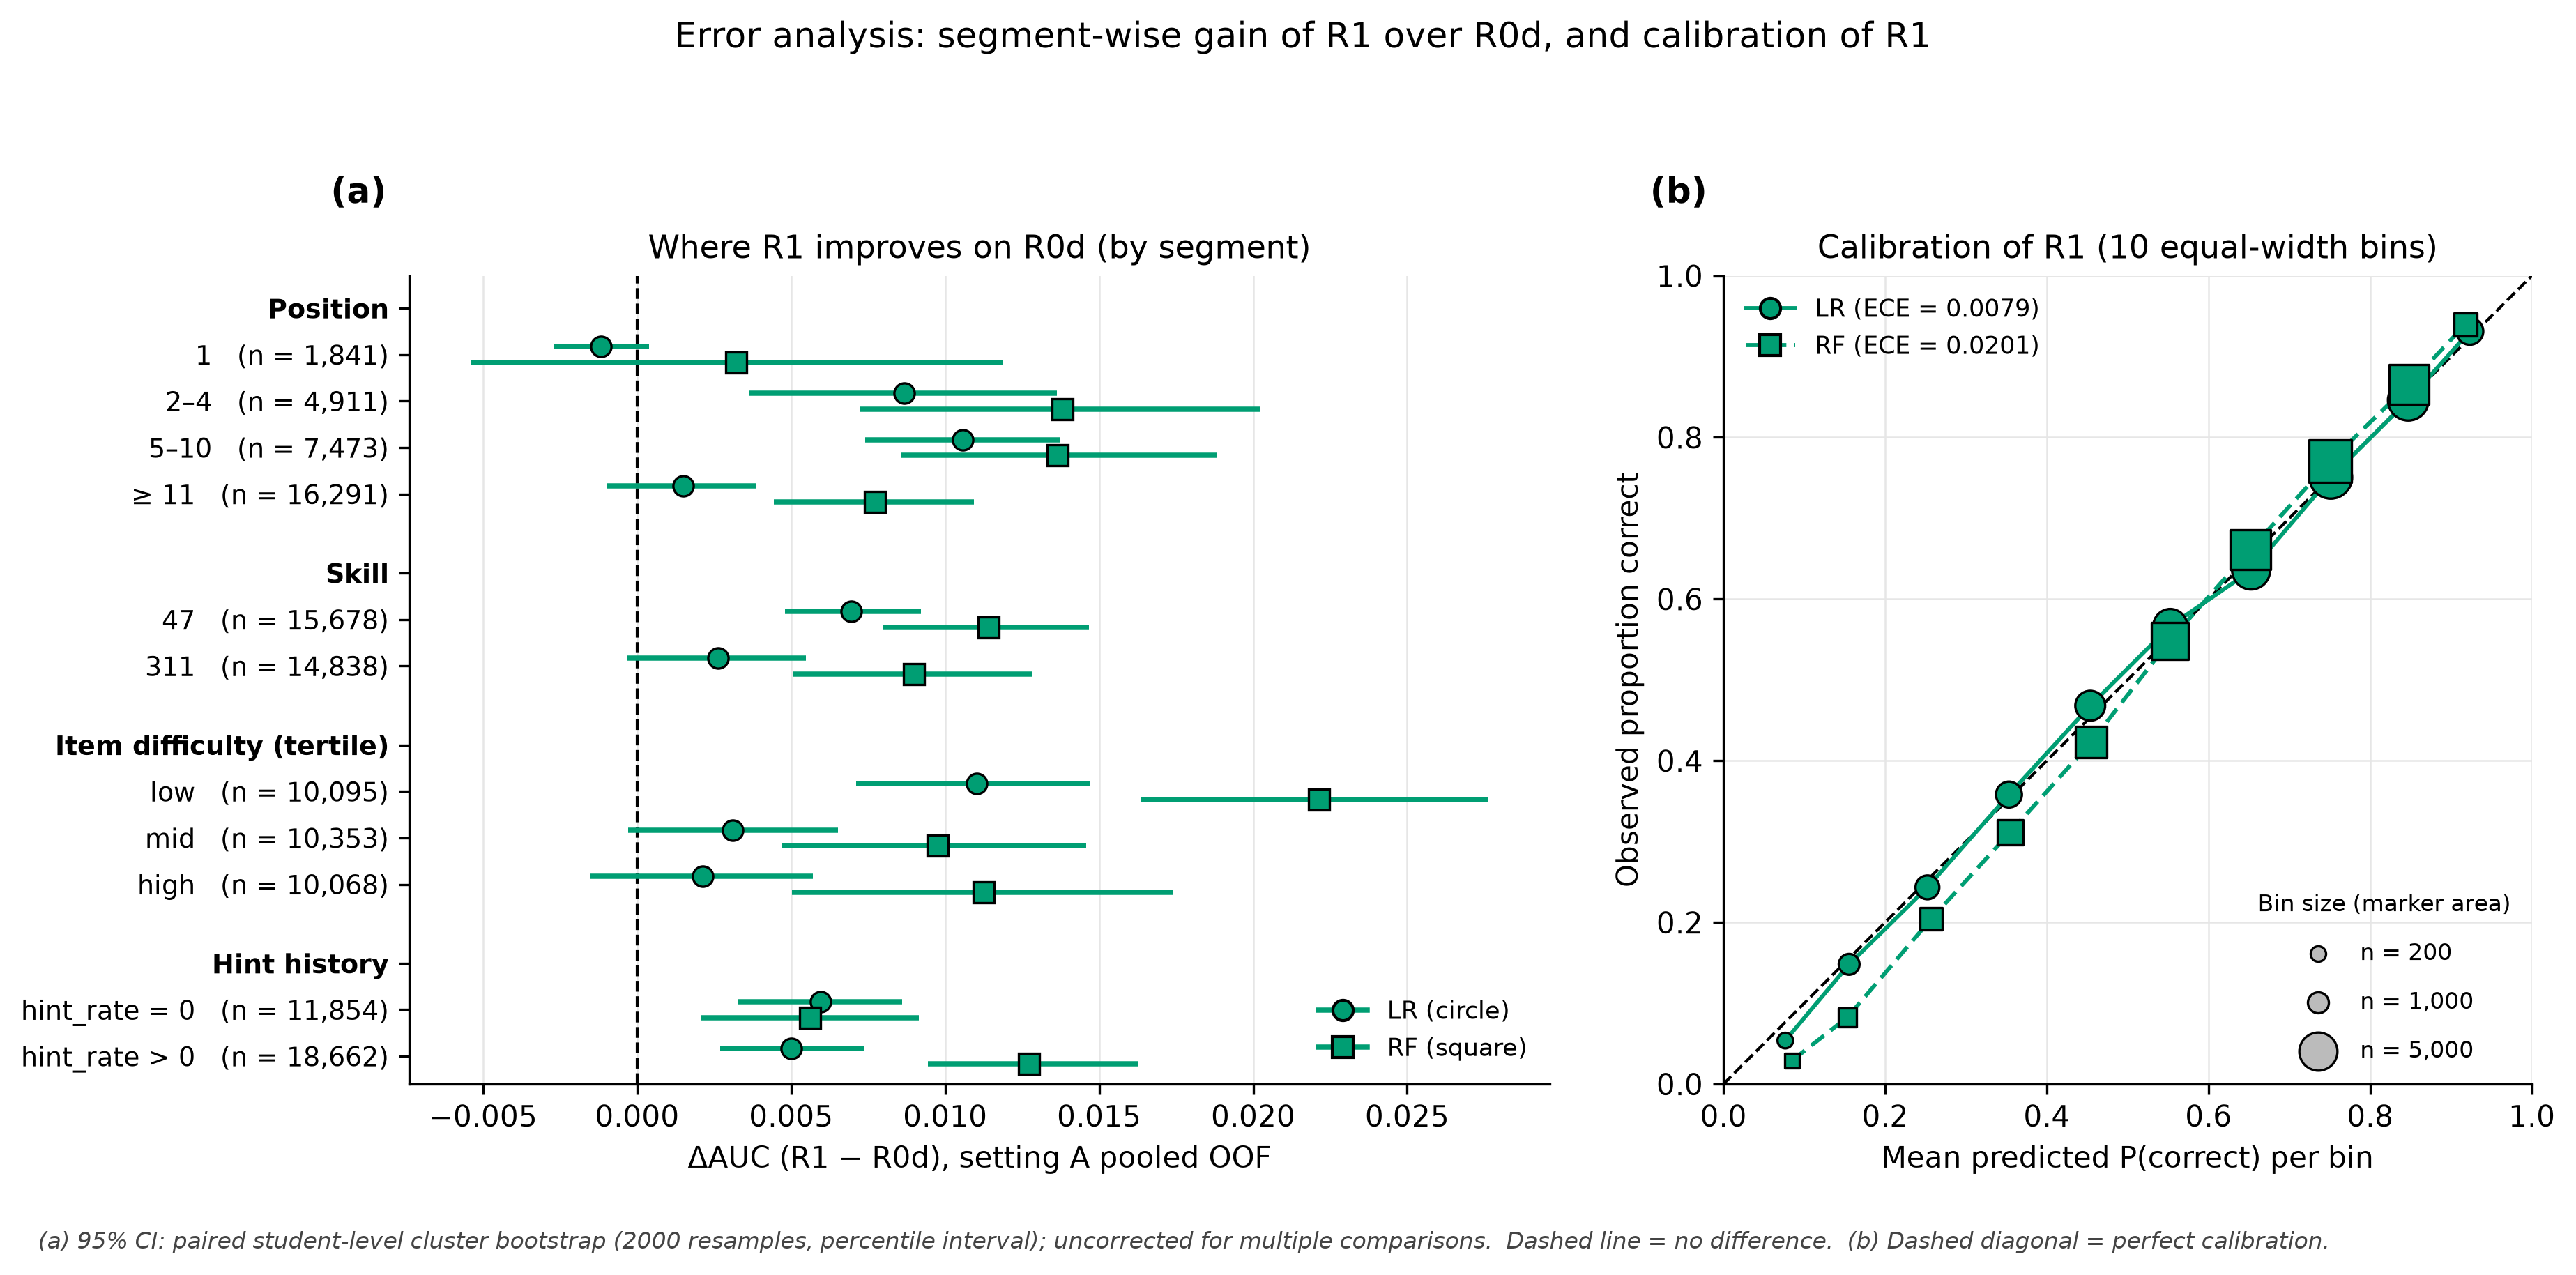 Error analysis: segment-wise gain of R1 over R0d, and calibration of R1
(a)
Where R1 improves on R0d (by segment)
Position
1 (n = 1,841)
2–4 (n = 4,911)
5–10 (n = 7,473)
≥ 11 (n = 16,291)
Skill
47 (n = 15,678)
311 (n = 14,838)
Item difficulty (tertile)
low (n = 10,095)
mid (n = 10,353)
high (n = 10,068)
Hint history
hint_rate = 0 (n = 11,854)
hint_rate > 0 (n = 18,662)
LR (circle)
RF (square)
−0.005 0.000 0.005 0.010 0.015 0.020 0.025
ΔAUC (R1 − R0d), setting A pooled OOF
(b)
Calibration of R1 (10 equal-width bins)
LR (ECE = 0.0079)
RF (ECE = 0.0201)
Observed proportion correct
1.0
0.8
0.6
0.4
0.2
0.0
Bin size (marker area)
n = 200
n = 1,000
n = 5,000
0.0 0.2 0.4 0.6 0.8 1.0
Mean predicted P(correct) per bin
(a) 95% CI: paired student-level cluster bootstrap (2000 resamples, percentile interval); uncorrected for multiple comparisons. Dashed line = no difference. (b) Dashed diagonal = perfect calibration.